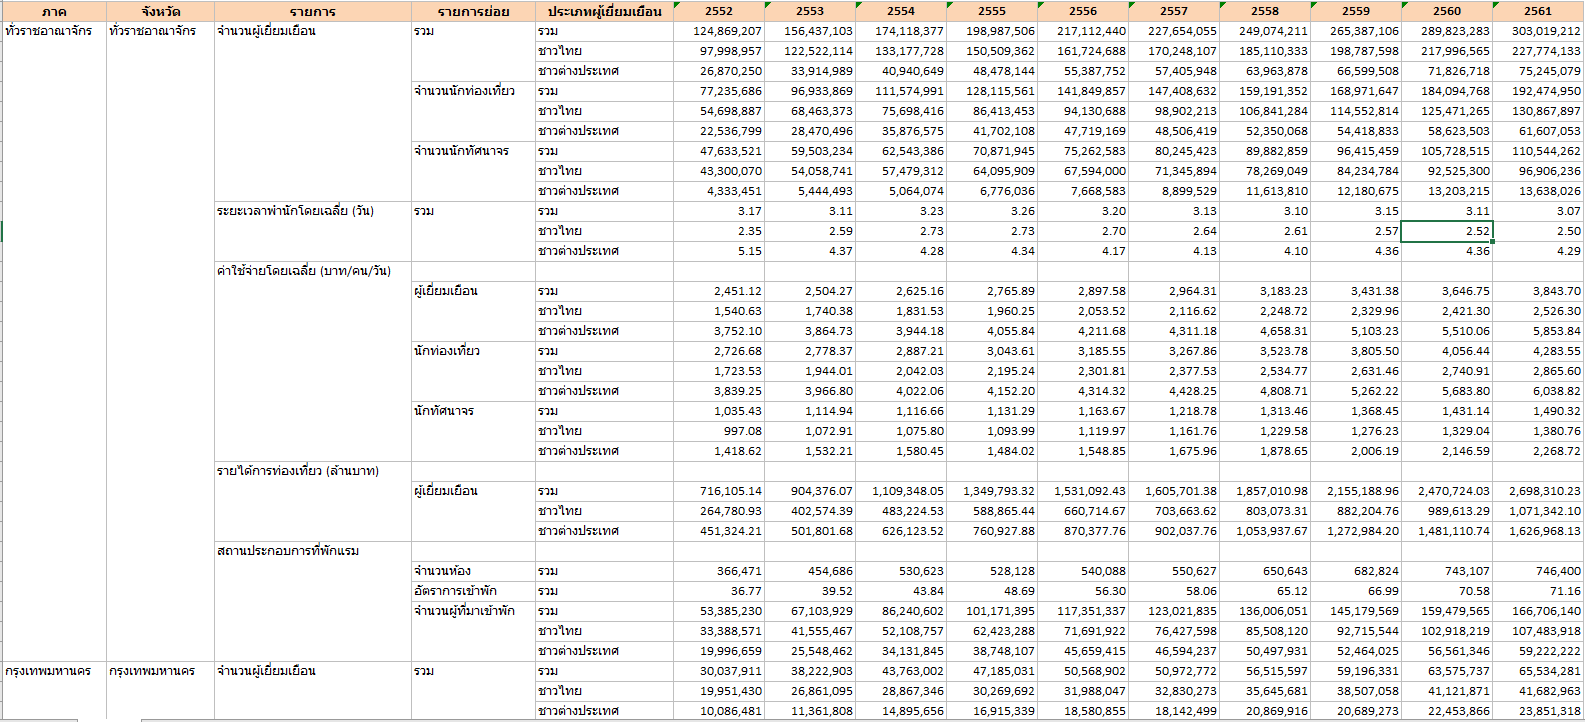 ภาค จังหวัด รายการ รายการย่อย ประเภทผู้เยี่ยมเยือน 2552 2553 2554 2555 2556 2557 2558 2559 2560 2561
ทั่วราชอาณาจักร ทั่วราชอาณาจักร จำนวนผู้เยี่ยมเยือน รวม รวม 124,869,207 156,437,103 174,118,377 198,987,506 217,112,440 227,654,055 249,074,211 265,387,106 289,823,283 303,019,212
ชาวไทย 97,998,957 122,522,114 133,177,728 150,509,362 161,724,688 170,248,107 185,110,333 198,787,598 217,996,565 227,774,133
ชาวต่างประเทศ 26,870,250 33,914,989 40,940,649 48,478,144 55,387,752 57,405,948 63,963,878 66,599,508 71,826,718 75,245,079
จำนวนนักท่องเที่ยว รวม 77,235,686 96,933,869 111,574,991 128,115,561 141,849,857 147,408,632 159,191,352 168,971,647 184,094,768 192,474,950
ชาวไทย 54,698,887 68,463,373 75,698,416 86,413,453 94,130,688 98,902,213 106,841,284 114,552,814 125,471,265 130,867,897
ชาวต่างประเทศ 22,536,799 28,470,496 35,876,575 41,702,108 47,719,169 48,506,419 52,350,068 54,418,833 58,623,503 61,607,053
จำนวนนักทัศนาจร รวม 47,633,521 59,503,234 62,543,386 70,871,945 75,262,583 80,245,423 89,882,859 96,415,459 105,728,515 110,544,262
ชาวไทย 43,300,070 54,058,741 57,479,312 64,095,909 67,594,000 71,345,894 78,269,049 84,234,784 92,525,300 96,906,236
ชาวต่างประเทศ 4,333,451 5,444,493 5,064,074 6,776,036 7,668,583 8,899,529 11,613,810 12,180,675 13,203,215 13,638,026
ระยะเวลาพำนักโดยเฉลี่ย (วัน) รวม รวม 3.17 3.11 3.23 3.26 3.20 3.13 3.10 3.15 3.11 3.07
ชาวไทย 2.35 2.59 2.73 2.73 2.70 2.64 2.61 2.57 2.52 2.50
ชาวต่างประเทศ 5.15 4.37 4.28 4.34 4.17 4.13 4.10 4.36 4.36 4.29
ค่าใช้จ่ายโดยเฉลี่ย (บาท/คน/วัน)
ผู้เยี่ยมเยือน รวม 2,451.12 2,504.27 2,625.16 2,765.89 2,897.58 2,964.31 3,183.23 3,431.38 3,646.75 3,843.70
ชาวไทย 1,540.63 1,740.38 1,831.53 1,960.25 2,053.52 2,116.62 2,248.72 2,329.96 2,421.30 2,526.30
ชาวต่างประเทศ 3,752.10 3,864.73 3,944.18 4,055.84 4,211.68 4,311.18 4,658.31 5,103.23 5,510.06 5,853.84
นักท่องเที่ยว รวม 2,726.68 2,778.37 2,887.21 3,043.61 3,185.55 3,267.86 3,523.78 3,805.50 4,056.44 4,283.55
ชาวไทย 1,723.53 1,944.01 2,042.03 2,195.24 2,301.81 2,377.53 2,534.77 2,631.46 2,740.91 2,865.60
ชาวต่างประเทศ 3,839.25 3,966.80 4,022.06 4,152.20 4,314.32 4,428.25 4,808.71 5,262.22 5,683.80 6,038.82
นักทัศนาจร รวม 1,035.43 1,114.94 1,116.66 1,131.29 1,163.67 1,218.78 1,313.46 1,368.45 1,431.14 1,490.32
ชาวไทย 997.08 1,072.91 1,075.80 1,093.99 1,119.97 1,161.76 1,229.58 1,276.23 1,329.04 1,380.76
ชาวต่างประเทศ 1,418.62 1,532.21 1,580.45 1,484.02 1,548.85 1,675.96 1,878.65 2,006.19 2,146.59 2,268.72
รายได้การท่องเที่ยว (ล้านบาท)
ผู้เยี่ยมเยือน รวม 716,105.14 904,376.07 1,109,348.05 1,349,793.32 1,531,092.43 1,605,701.38 1,857,010.98 2,155,188.96 2,470,724.03 2,698,310.23
ชาวไทย 264,780.93 402,574.39 483,224.53 588,865.44 660,714.67 703,663.62 803,073.31 882,204.76 989,613.29 1,071,342.10
ชาวต่างประเทศ 451,324.21 501,801.68 626,123.52 760,927.88 870,377.76 902,037.76 1,053,937.67 1,272,984.20 1,481,110.74 1,626,968.13
สถานประกอบการที่พักแรม
จำนวนห้อง รวม 366,471 454,686 530,623 528,128 540,088 550,627 650,643 682,824 743,107 746,400
อัตราการเข้าพัก รวม 36.77 39.52 43.84 48.69 56.30 58.06 65.12 66.99 70.58 71.16
จำนวนผู้ที่มาเข้าพัก รวม 53,385,230 67,103,929 86,240,602 101,171,395 117,351,337 123,021,835 136,006,051 145,179,569 159,479,565 166,706,140
ชาวไทย 33,388,571 41,555,467 52,108,757 62,423,288 71,691,922 76,427,598 85,508,120 92,715,544 102,918,219 107,483,918
ชาวต่างประเทศ 19,996,659 25,548,462 34,131,845 38,748,107 45,659,415 46,594,237 50,497,931 52,464,025 56,561,346 59,222,222
กรุงเทพมหานคร กรุงเทพมหานคร จำนวนผู้เยี่ยมเยือน รวม รวม 30,037,911 38,222,903 43,763,002 47,185,031 50,568,902 50,972,772 56,515,597 59,196,331 63,575,737 65,534,281
ชาวไทย 19,951,430 26,861,095 28,867,346 30,269,692 31,988,047 32,830,273 35,645,681 38,507,058 41,121,871 41,682,963
ชาวต่างประเทศ 10,086,481 11,361,808 14,895,656 16,915,339 18,580,855 18,142,499 20,869,916 20,689,273 22,453,866 23,851,318